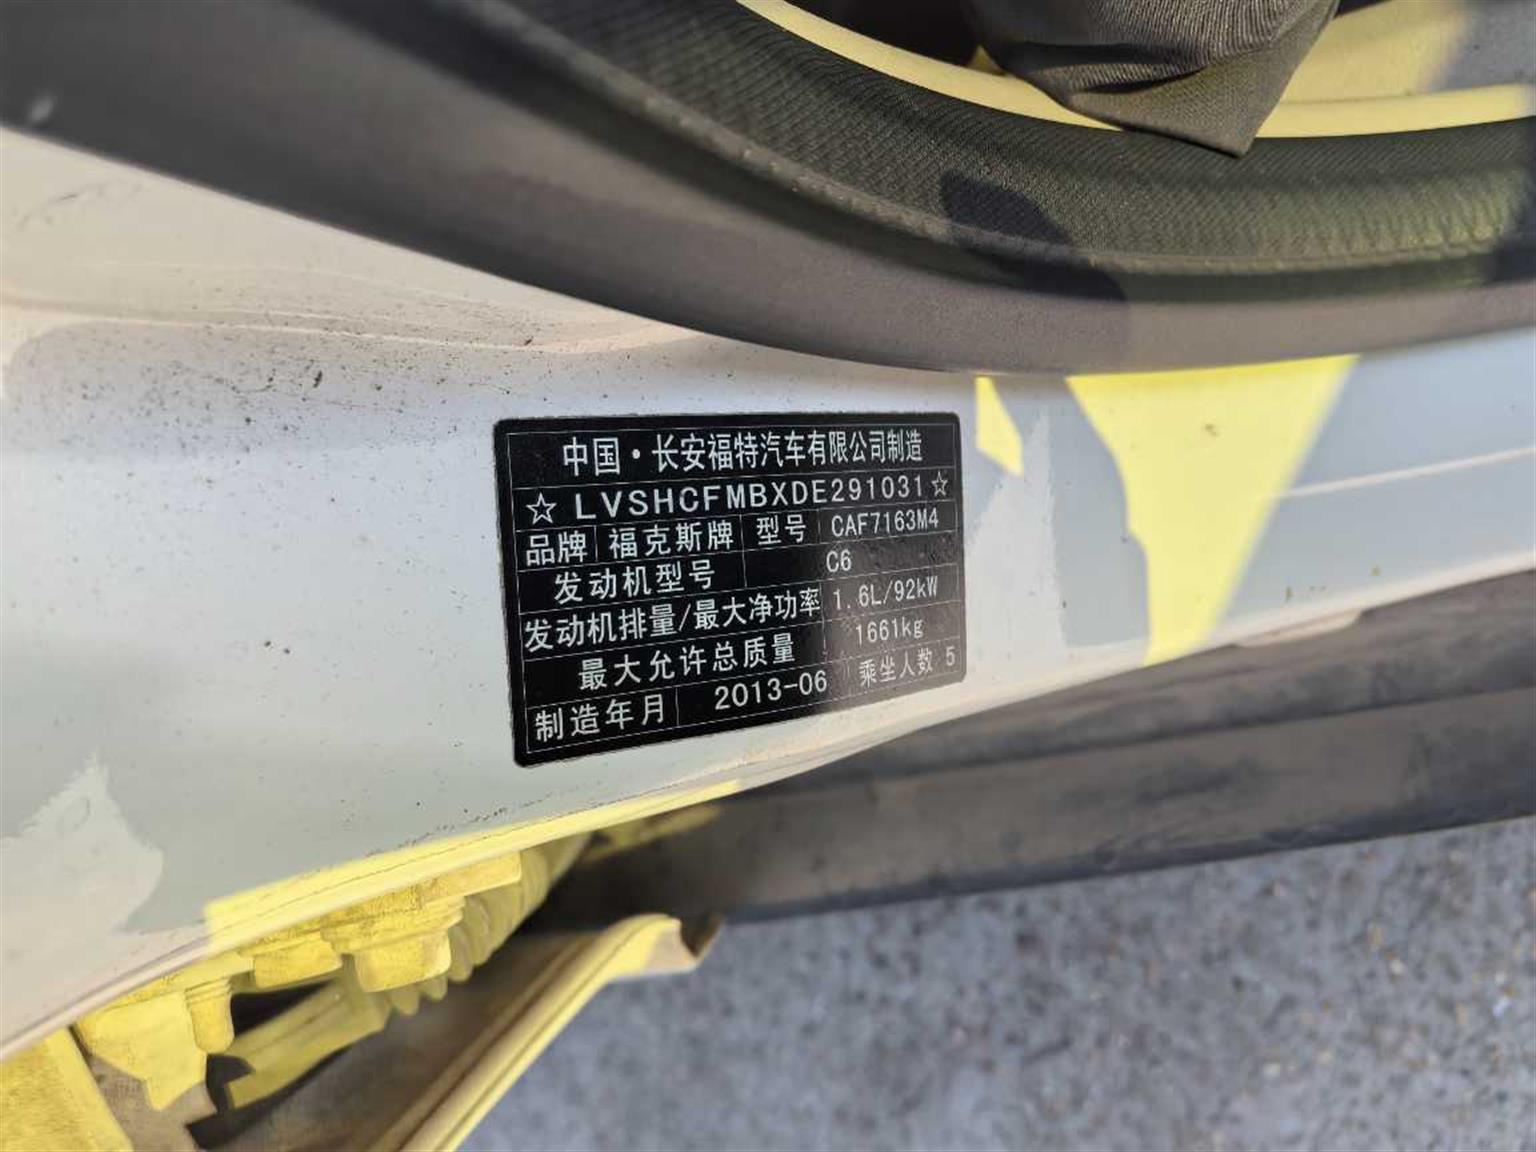 中国·长安福特汽车有限公司制造
☆LVSHCFMBXDE291031☆
品牌 福克斯牌 型号 CAF7163M4
发动机型号 C6
发动机排量/最大净功率 1.6L/92kW
最大允许总质量 1661kg
制造年月 2013-06 乘坐人数 5